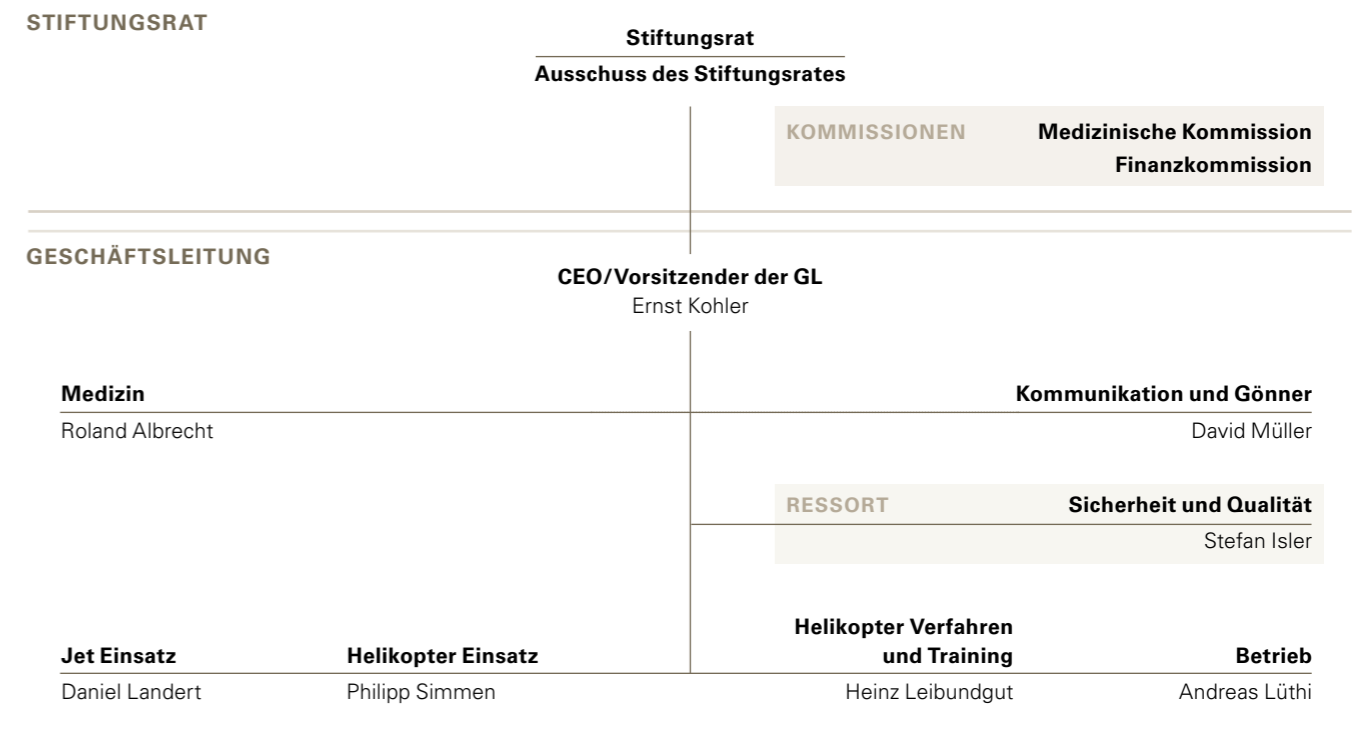 STIFTUNGSRAT
Stiftungsrat
Ausschuss des Stiftungsrates
KOMMISSIONEN
Medizinische Kommission
Finanzkommission
GESCHÄFTSLEITUNG
CEO/Vorsitzender der GL
Ernst Kohler
Medizin
Roland Albrecht
Kommunikation und Gönner
David Müller
RESSORT
Sicherheit und Qualität
Stefan Isler
Jet Einsatz
Daniel Landert
Helikopter Einsatz
Philipp Simmen
Helikopter Verfahren
und Training
Heinz Leibundgut
Betrieb
Andreas Lüthi